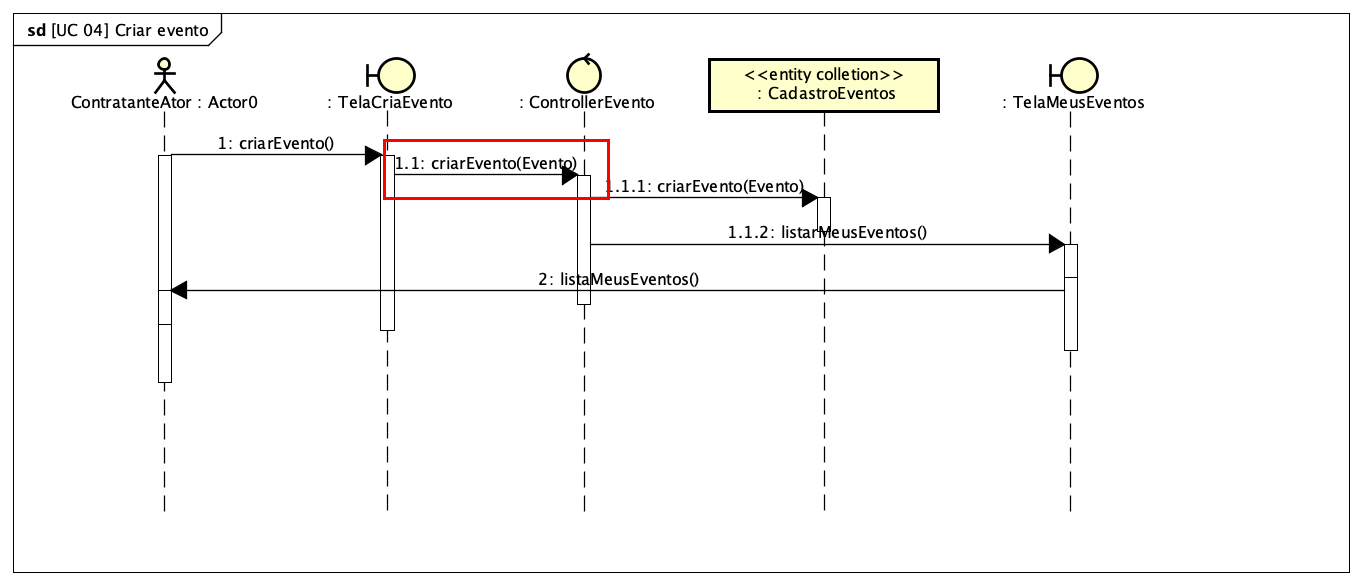 sd [UC 04] Criar evento
ContratanteAtor : Actor0
: TelaCriaEvento
: ControllerEvento
<<entity colletion>>
: CadastroEventos
: TelaMeusEventos
1: criarEvento()
1.1: criarEvento(Evento)
1.1.1: criarEvento(Evento)
1.1.2: listarMeusEventos()
2: listaMeusEventos()